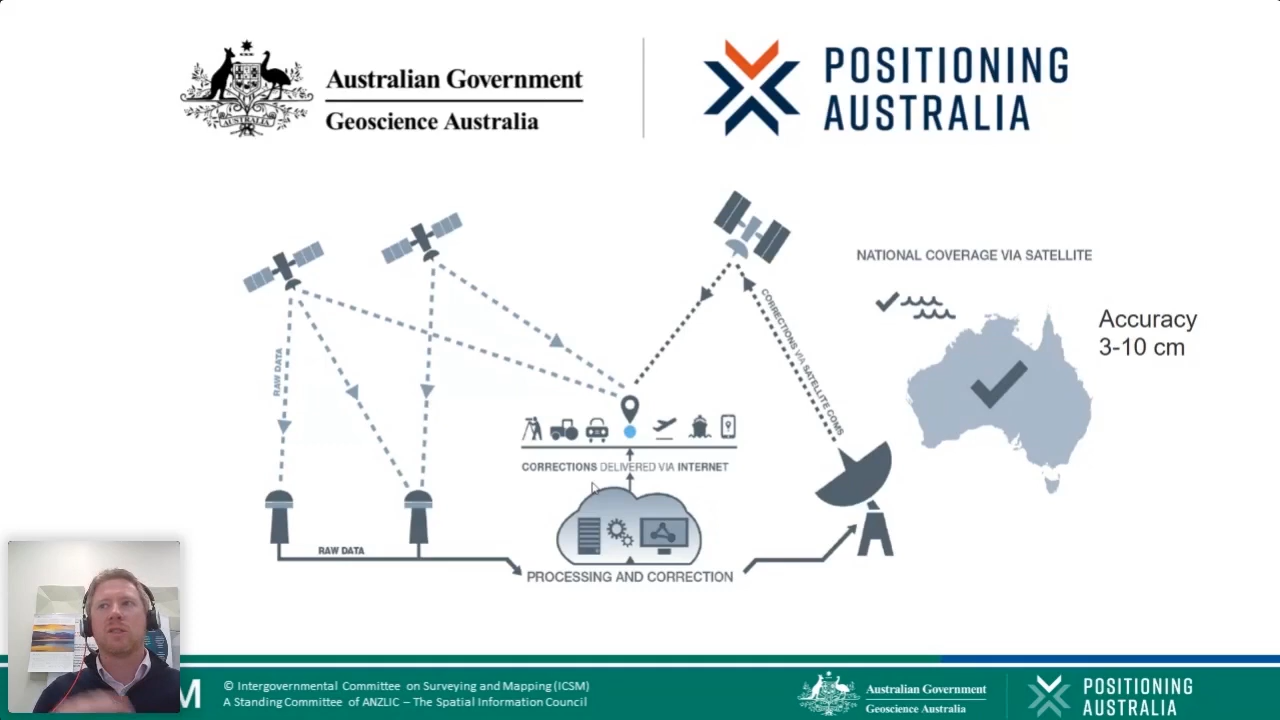 Australian Government
Geoscience Australia
POSITIONING
AUSTRALIA
NATIONAL COVERAGE VIA SATELLITE
Accuracy
3-10 cm
RAW DATA
CORRECTIONS VIA SATELLITE COMS
CORRECTIONS DELIVERED VIA INTERNET
RAW DATA
PROCESSING AND CORRECTION
M
© Intergovernmental Committee on Surveying and Mapping (ICSM)
A Standing Committee of ANZLIC – The Spatial Information Council
Australian Government
Geoscience Australia
POSITIONING
AUSTRALIA